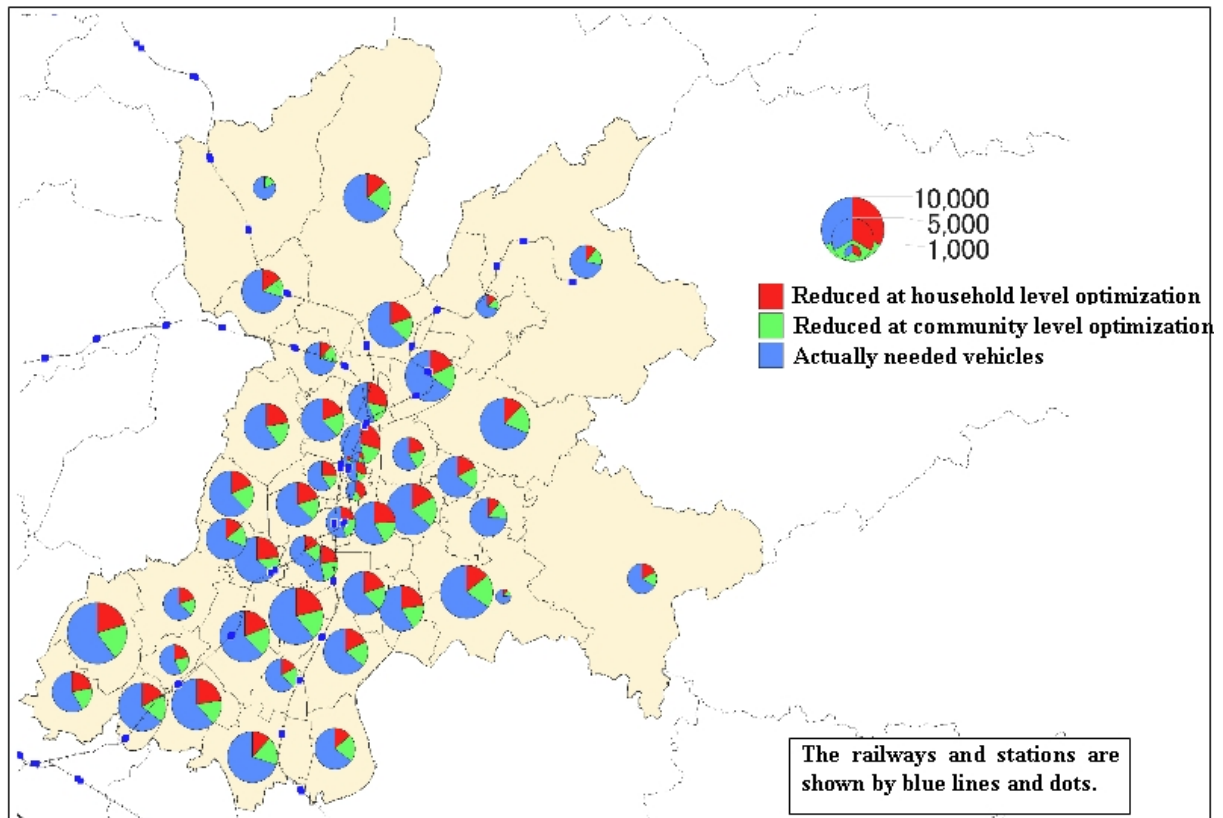 10,000
5,000
1,000
Reduced at household level optimization
Reduced at community level optimization
Actually needed vehicles
The railways and stations are
shown by blue lines and dots.